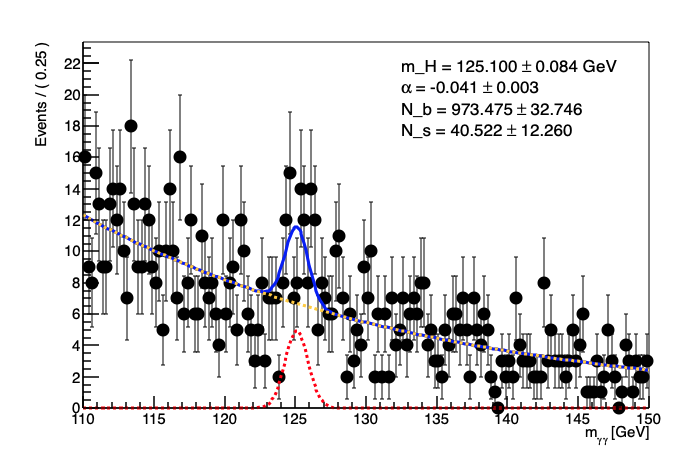 Events / ( 0.25 )
22
20
18
16
14
12
10
8
6
4
2
0
m_H = 125.100 ± 0.084 GeV
α = -0.041 ± 0.003
N_b = 973.475 ± 32.746
N_s = 40.522 ± 12.260
110 115 120 125 130 135 140 145 150
m_γγ [GeV]